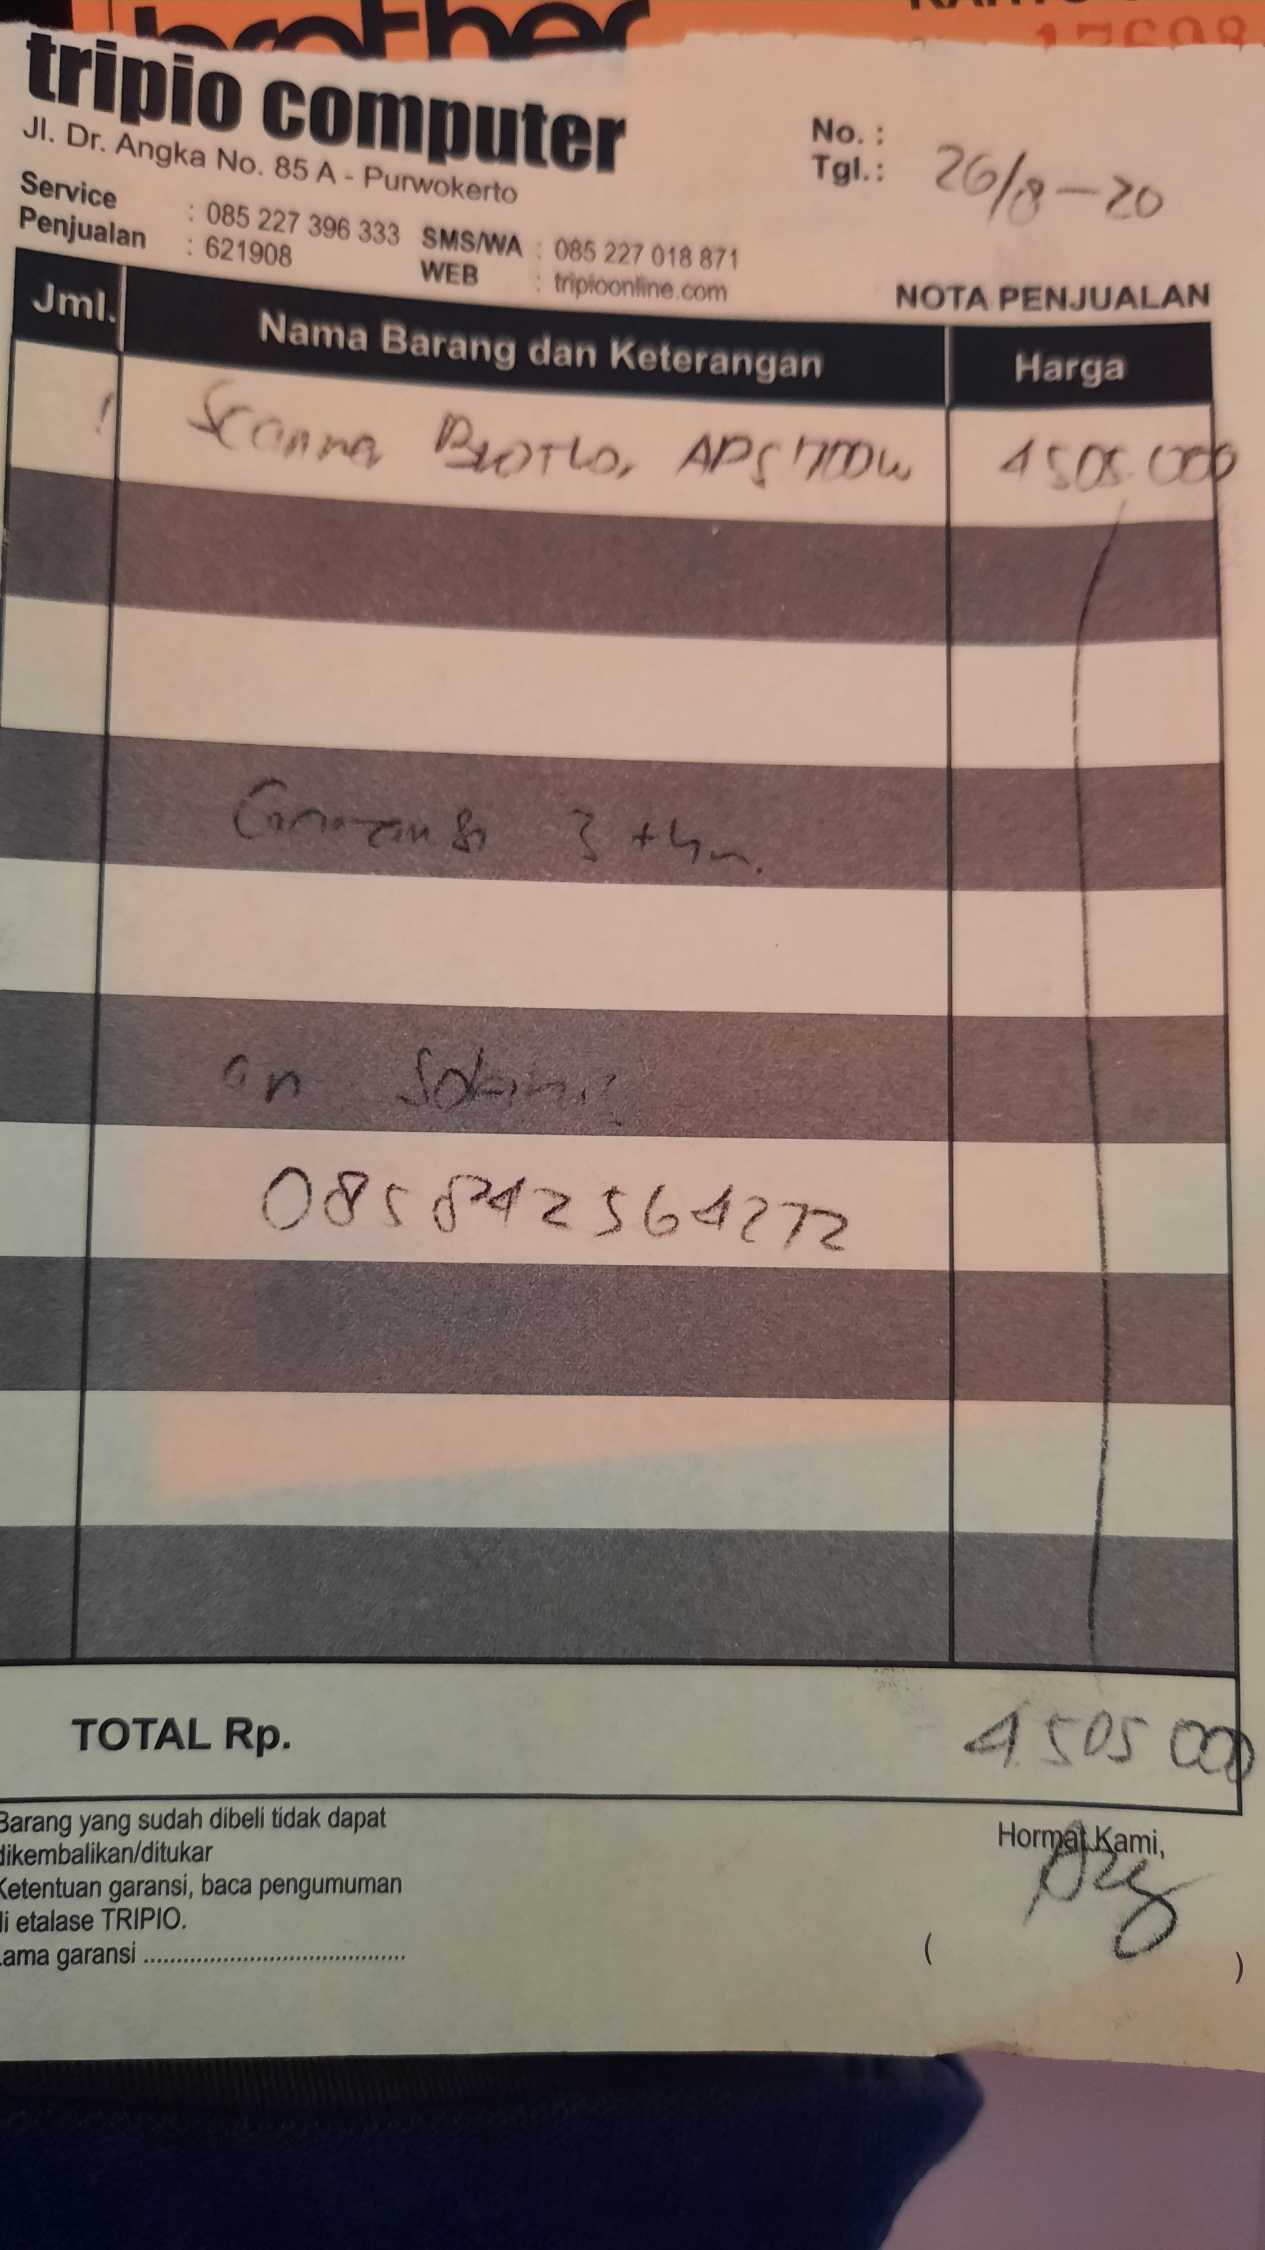 brother
tripio computer
Jl. Dr. Angka No. 85 A - Purwokerto
Service : 085 227 396 333 SMS/WA : 085 227 018 871
Penjualan : 621908 WEB : tripioonline.com
No. :
Tgl.: 26/8-20
NOTA PENJUALAN
Jml. Nama Barang dan Keterangan Harga
1 Scanner Brother ADS 1700W 4505.000
Garansi 3 thn.
an
085842564272
TOTAL Rp. 4.505 000
Barang yang sudah dibeli tidak dapat
dikembalikan/ditukar
Ketentuan garansi, baca pengumuman
di etalase TRIPIO.
Lama garansi ........................................
Hormat Kami,
( )